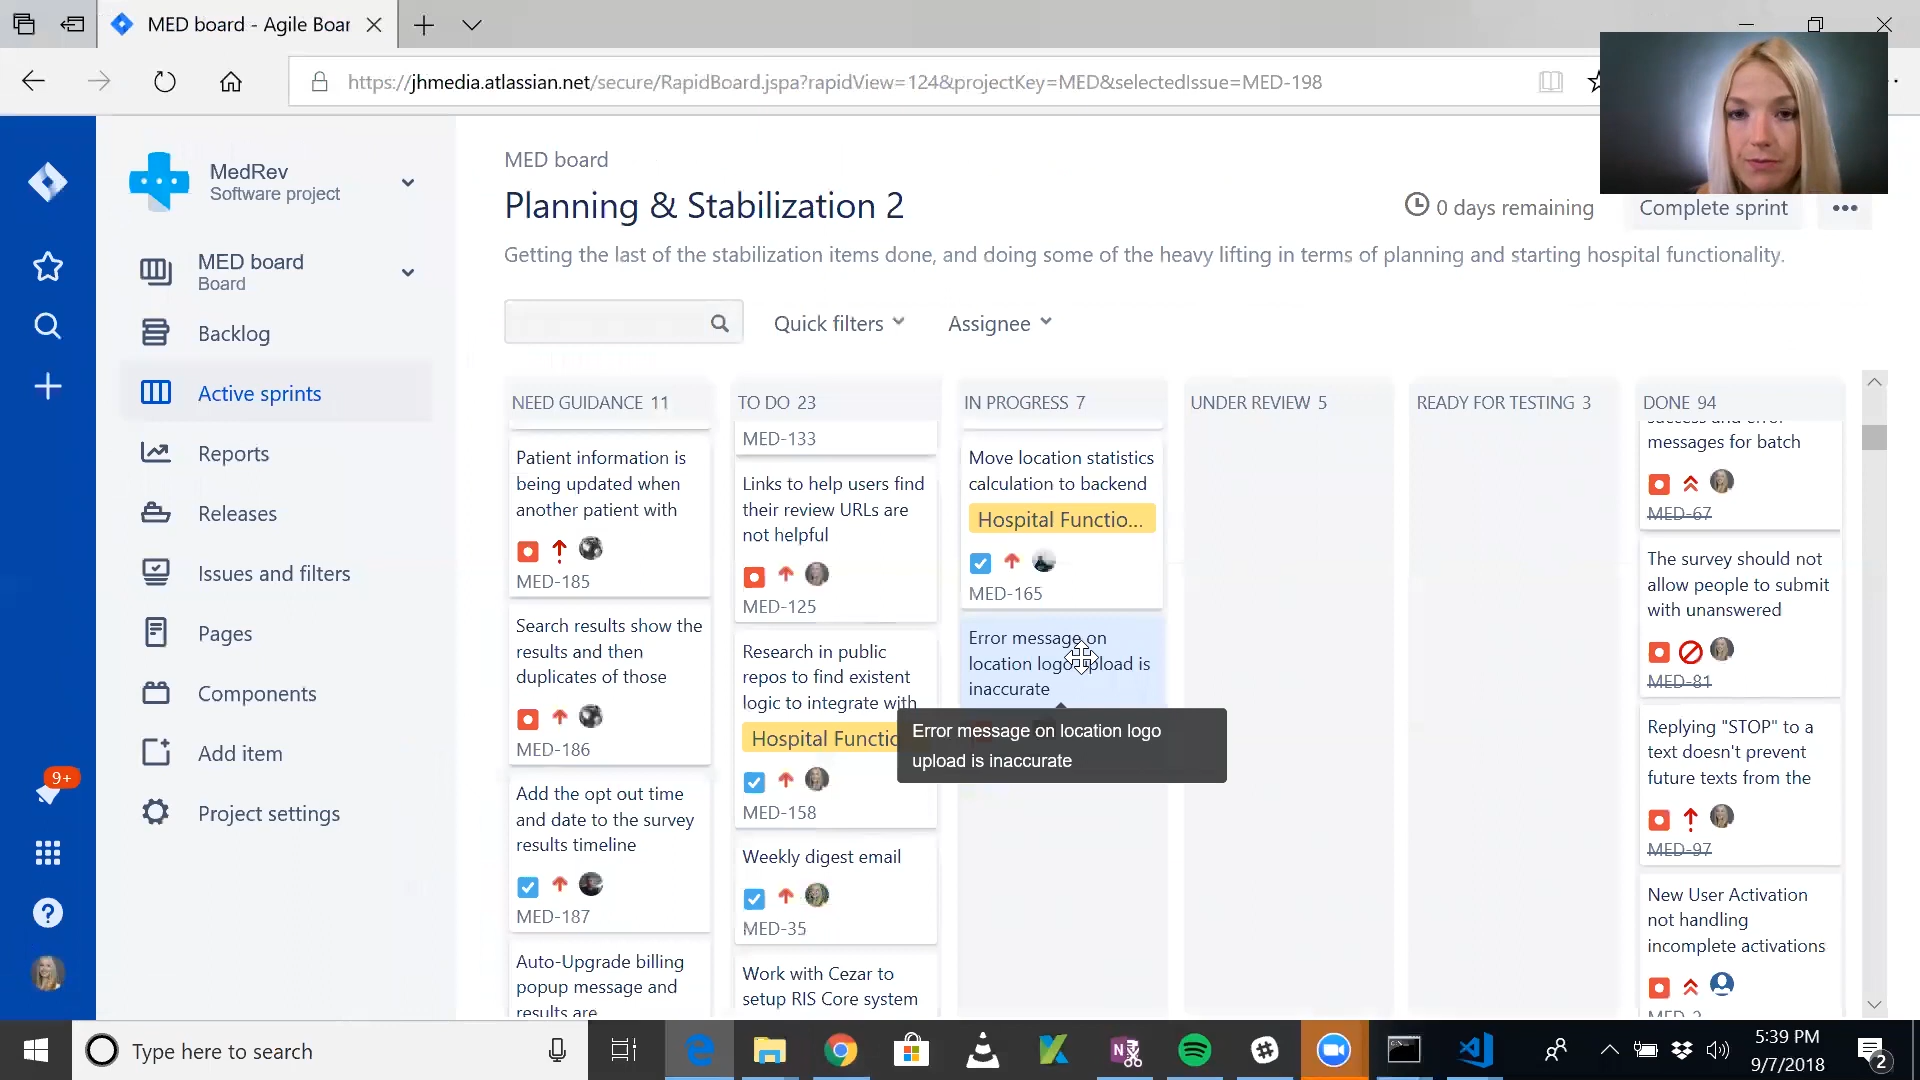 MED board - Agile Boar
https://jhmedia.atlassian.net/secure/RapidBoard.jspa?rapidView=124&projectKey=MED&selectedIssue=MED-198
MedRev
Software project
MED board
Board
Backlog
Active sprints
Reports
Releases
Issues and filters
Pages
Components
Add item
Project settings
9+
MED board
Planning & Stabilization 2
0 days remaining
Complete sprint
Getting the last of the stabilization items done, and doing some of the heavy lifting in terms of planning and starting hospital functionality.
Quick filters
Assignee
NEED GUIDANCE 11
Patient information is
being updated when
another patient with
MED-185
Search results show the
results and then
duplicates of those
MED-186
Add the opt out time
and date to the survey
results timeline
MED-187
Auto-Upgrade billing
popup message and
results are
TO DO 23
MED-133
Links to help users find
their review URLs are
not helpful
MED-125
Research in public
repos to find existent
logic to integrate with
Hospital Functio
MED-158
Weekly digest email
MED-35
Work with Cezar to
setup RIS Core system
IN PROGRESS 7
Move location statistics
calculation to backend
Hospital Functio...
MED-165
Error message on
location logo upload is
inaccurate
Error message on location logo
upload is inaccurate
UNDER REVIEW 5
READY FOR TESTING 3
DONE 94
success and error
messages for batch
MED-67
The survey should not
allow people to submit
with unanswered
MED-81
Replying "STOP" to a
text doesn't prevent
future texts from the
MED-97
New User Activation
not handling
incomplete activations
MED-2
Type here to search
5:39 PM
9/7/2018
2